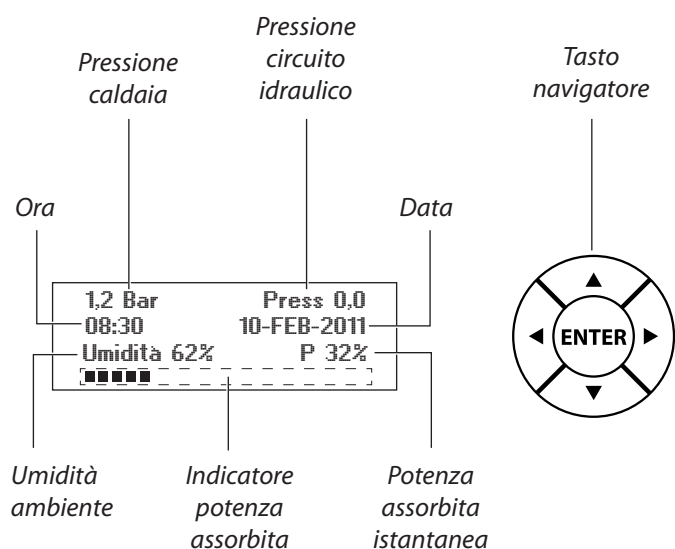 Pressione
circuito
idraulico
Pressione
caldaia
Tasto
navigatore
Ora
Data
1,2 Bar Press 0,0
08:30 10-FEB-2011
Umidità 62% P 32%
ENTER
Umidità
ambiente
Indicatore
potenza
assorbita
Potenza
assorbita
istantanea